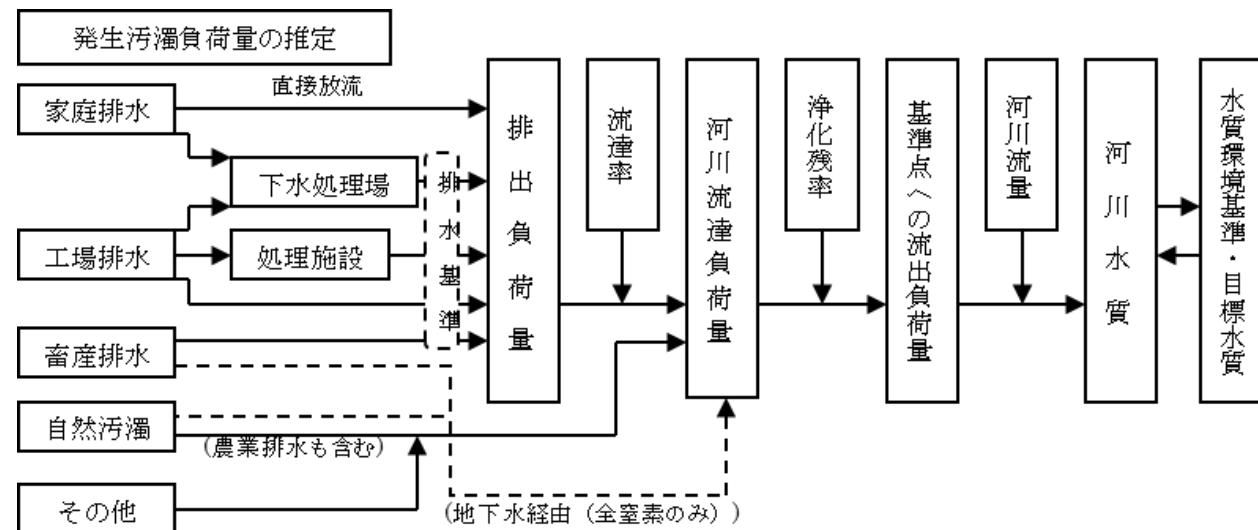 発生汚濁負荷量の推定
家庭排水
直接放流
下水処理場
工場排水
処理施設
畜産排水
自然汚濁
(農業排水も含む)
その他
(地下水経由（全窒素のみ）)
排水基準
排出負荷量
流達率
河川流達負荷量
浄化残率
基準点への流出負荷量
河川流量
河川水質
水質環境基準・目標水質